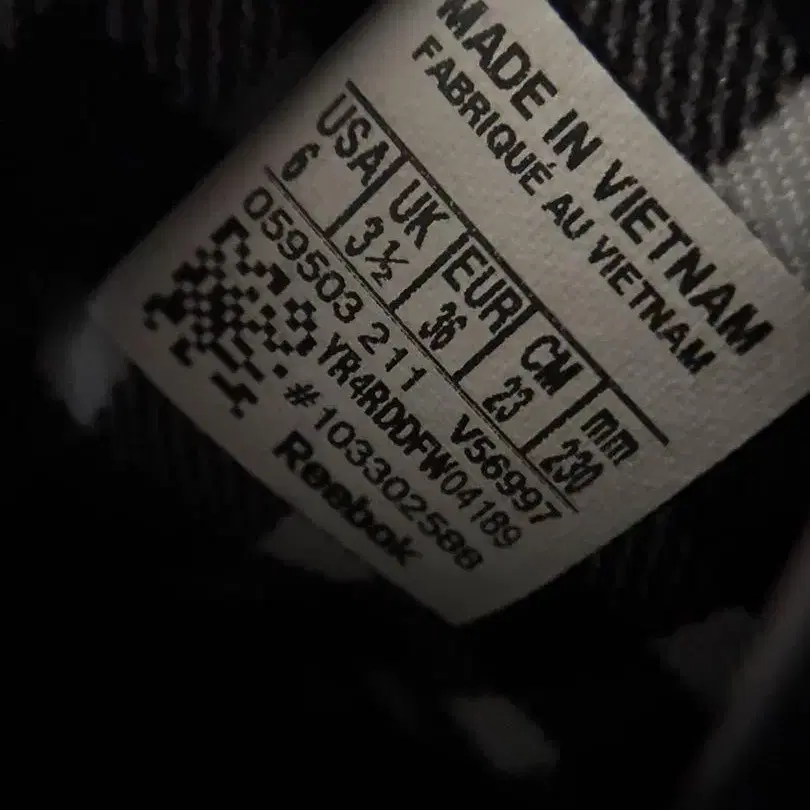 MADE IN VIETNAM
FABRIQUÉ AU VIETNAM
USA UK EUR CM mm
6 3½ 36 23 230
059503 211 V56997
YR4RDDFW04189
#1033302588
Reebok